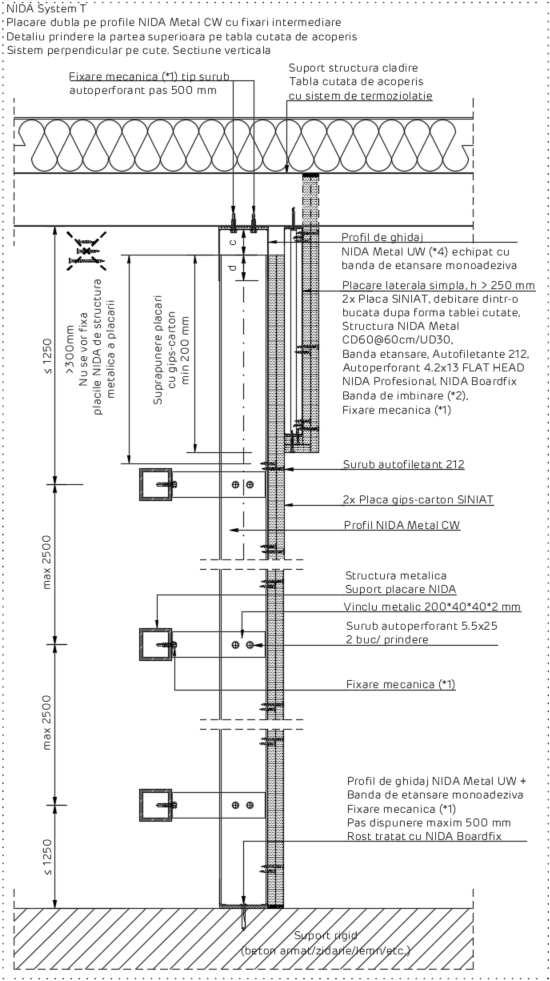 NIDA System T
Placare dubla pe profile NIDA Metal CW cu fixari intermediare
Detaliu prindere la partea superioara pe tabla cutata de acoperis
Sistem perpendicular pe cute. Sectiune verticala
Fixare mecanica (*1) tip surub
autoperforant pas 500 mm
Suport structura cladire
Tabla cutata de acoperis
cu sistem de termoziolatie
c
d
≤ 1250
>300mm
Nu se vor fixa
placile NIDA de structura
metalica a placarii
Suprapunere placari
cu gips-carton
min 200 mm
Profil de ghidaj
NIDA Metal UW (*4) echipat cu
banda de etansare monoadeziva
Placare laterala simpla, h > 250 mm
2x Placa SINIAT, debitare dintr-o
bucata dupa forma tablei cutate,
Structura NIDA Metal
CD60@60cm/UD30,
Banda etansare, Autofiletante 212,
Autoperforant 4.2x13 FLAT HEAD
NIDA Profesional, NIDA Boardfix
Banda de imbinare (*2),
Fixare mecanica (*1)
Surub autofiletant 212
2x Placa gips-carton SINIAT
Profil NIDA Metal CW
max 2500
Structura metalica
Suport placare NIDA
Vinclu metalic 200*40*40*2 mm
Surub autoperforant 5.5x25
2 buc/ prindere
Fixare mecanica (*1)
max 2500
Profil de ghidaj NIDA Metal UW +
Banda de etansare monoadeziva
Fixare mecanica (*1)
Pas dispunere maxim 500 mm
Rost tratat cu NIDA Boardfix
≤ 1250
Suport rigid
(beton armat/zidarie/lemn/etc.)